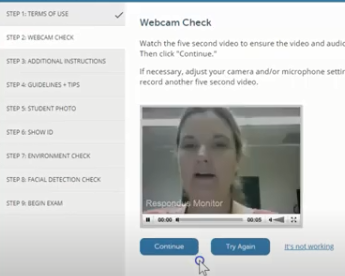 STEP 1: TERMS OF USE
STEP 2: WEBCAM CHECK
STEP 3: ADDITIONAL INSTRUCTIONS
STEP 4: GUIDELINES + TIPS
STEP 5: STUDENT PHOTO
STEP 6: SHOW ID
STEP 7: ENVIRONMENT CHECK
STEP 8: FACIAL DETECTION CHECK
STEP 9: BEGIN EXAM
Webcam Check
Watch the five second video to ensure the video and audio
Then click "Continue."
If necessary, adjust your camera and/or microphone
record another five second video.
Respondus Monitor
00:00
00:05
Continue
Try Again
It's not working